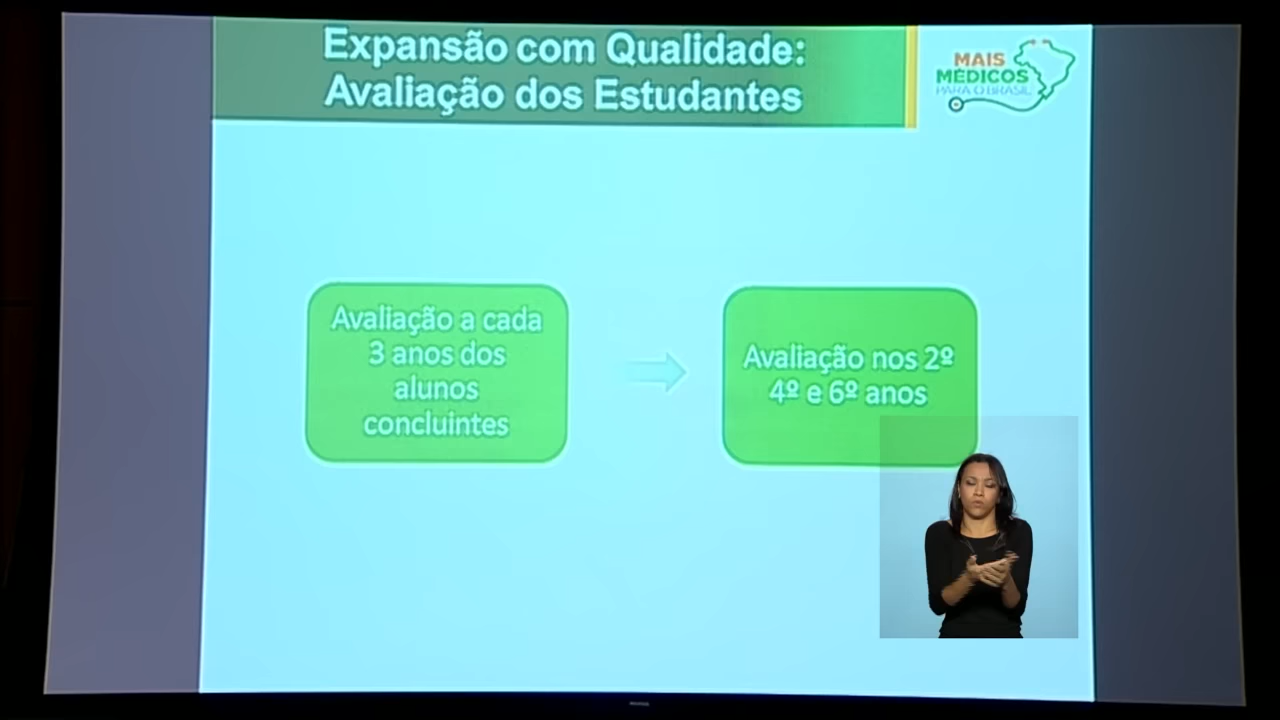 Expansão com Qualidade:
Avaliação dos Estudantes
MAIS
MÉDICOS
PARA O BRASIL
Avaliação a cada
3 anos dos
alunos
concluintes
Avaliação nos 2º
4º e 6º anos